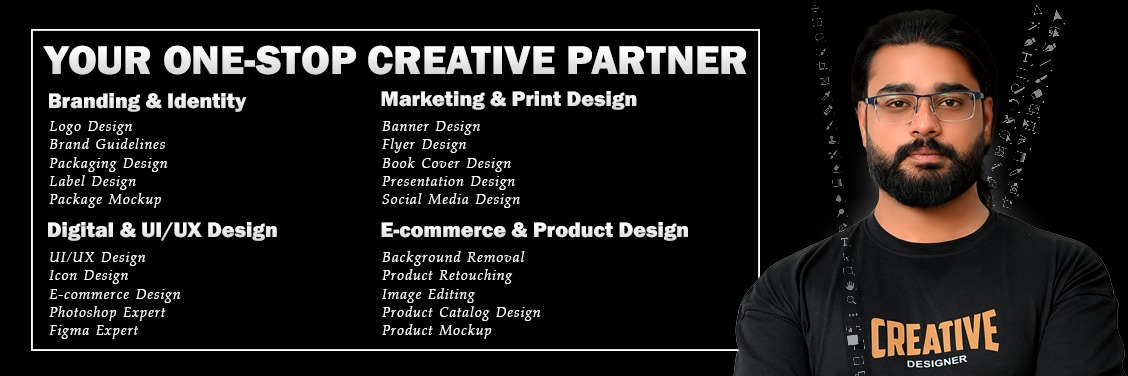 YOUR ONE-STOP CREATIVE PARTNER
Branding & Identity
Logo Design
Brand Guidelines
Packaging Design
Label Design
Package Mockup
Marketing & Print Design
Banner Design
Flyer Design
Book Cover Design
Presentation Design
Social Media Design
Digital & UI/UX Design
UI/UX Design
Icon Design
E-commerce Design
Photoshop Expert
Figma Expert
E-commerce & Product Design
Background Removal
Product Retouching
Image Editing
Product Catalog Design
Product Mockup
CREATIVE
DESIGNER